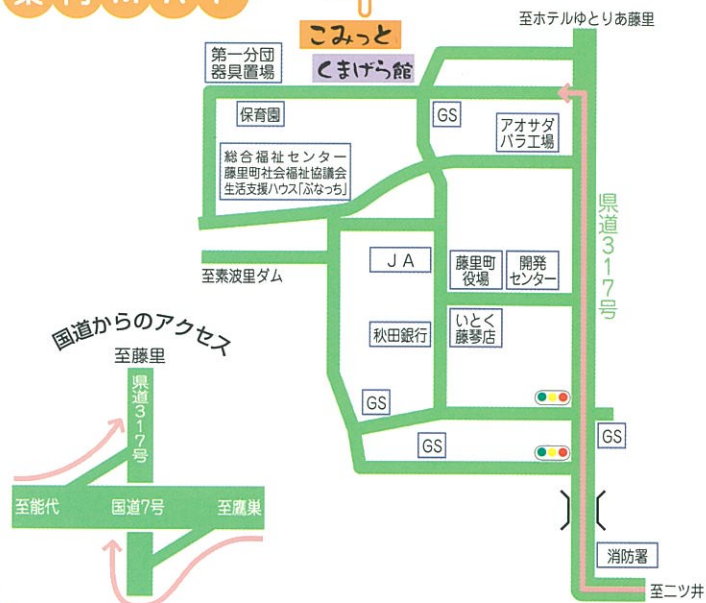 至ホテルゆとりあ藤里
こみっと
くまげら館
第一分団
器具置場
保育園
GS
アオサダ
バラ工場
総合福祉センター
藤里町社会福祉協議会
生活支援ハウス「ぶなっち」
県道317号
至素波里ダム
JA
藤里町
役場
開発
センター
秋田銀行
いとく
藤琴店
GS
GS
GS
消防署
至二ツ井
国道からのアクセス
至藤里
県道317号
至能代
国道7号
至鷹巣